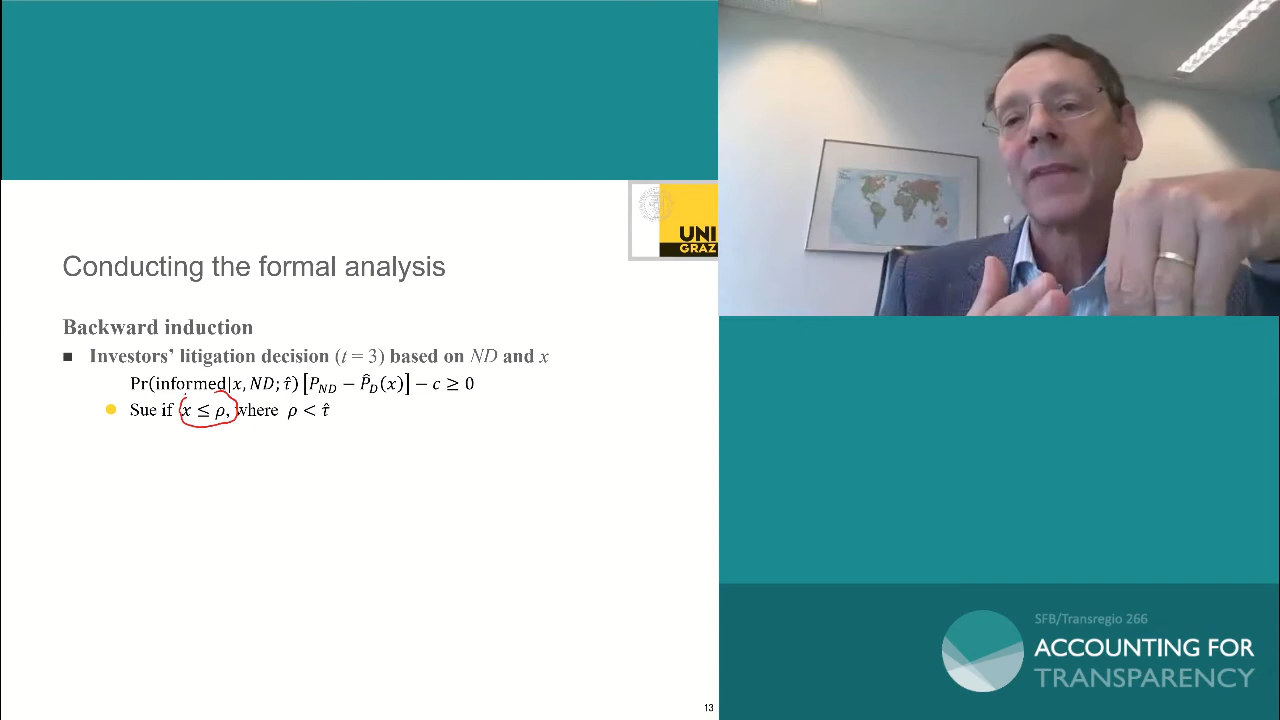 UNI
GRAZ
Conducting the formal analysis
Backward induction
■ Investors' litigation decision (t = 3) based on ND and x
Pr(informed|x, ND; τ̂) [P_ND − P̂_D(x)] − c ≥ 0
Sue if x ≤ ρ, where ρ < τ̂
13
SFB/Transregio 266
ACCOUNTING FOR
TRANSPARENCY